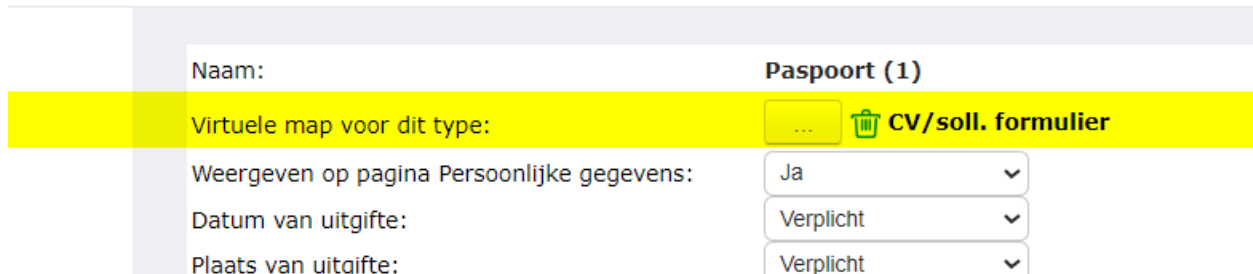 Naam: Paspoort (1)
Virtuele map voor dit type: ... CV/soll. formulier
Weergeven op pagina Persoonlijke gegevens: Ja
Datum van uitgifte: Verplicht
Plaats van uitgifte: Verplicht